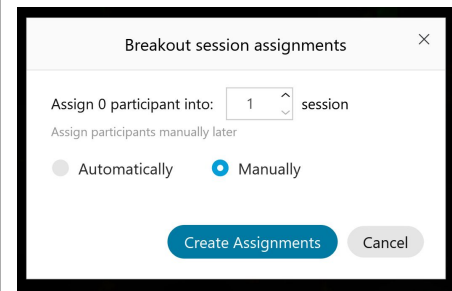 Breakout session assignments
Assign 0 participant into: 1 session
Assign participants manually later
Automatically Manually
Create Assignments Cancel